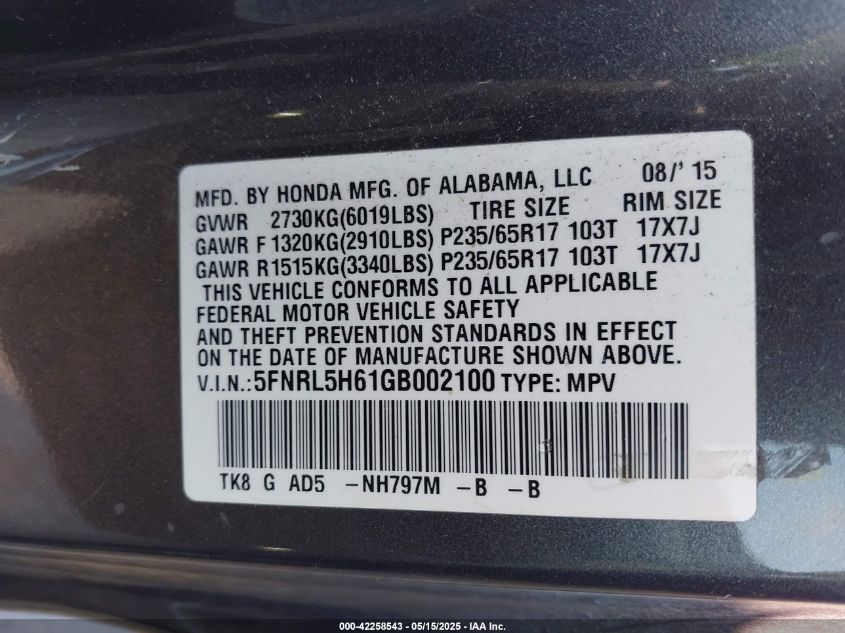 MFD. BY HONDA MFG. OF ALABAMA, LLC 08/' 15
GVWR 2730KG(6019LBS) TIRE SIZE RIM SIZE
GAWR F1320KG(2910LBS) P235/65R17 103T 17X7J
GAWR R1515KG(3340LBS) P235/65R17 103T 17X7J
THIS VEHICLE CONFORMS TO ALL APPLICABLE
FEDERAL MOTOR VEHICLE SAFETY
AND THEFT PREVENTION STANDARDS IN EFFECT
ON THE DATE OF MANUFACTURE SHOWN ABOVE.
V.I.N.:5FNRL5H61GB002100 TYPE: MPV
TK8 G AD5 -NH797M -B -B
000-42258543 - 05/15/2025 - IAA Inc.